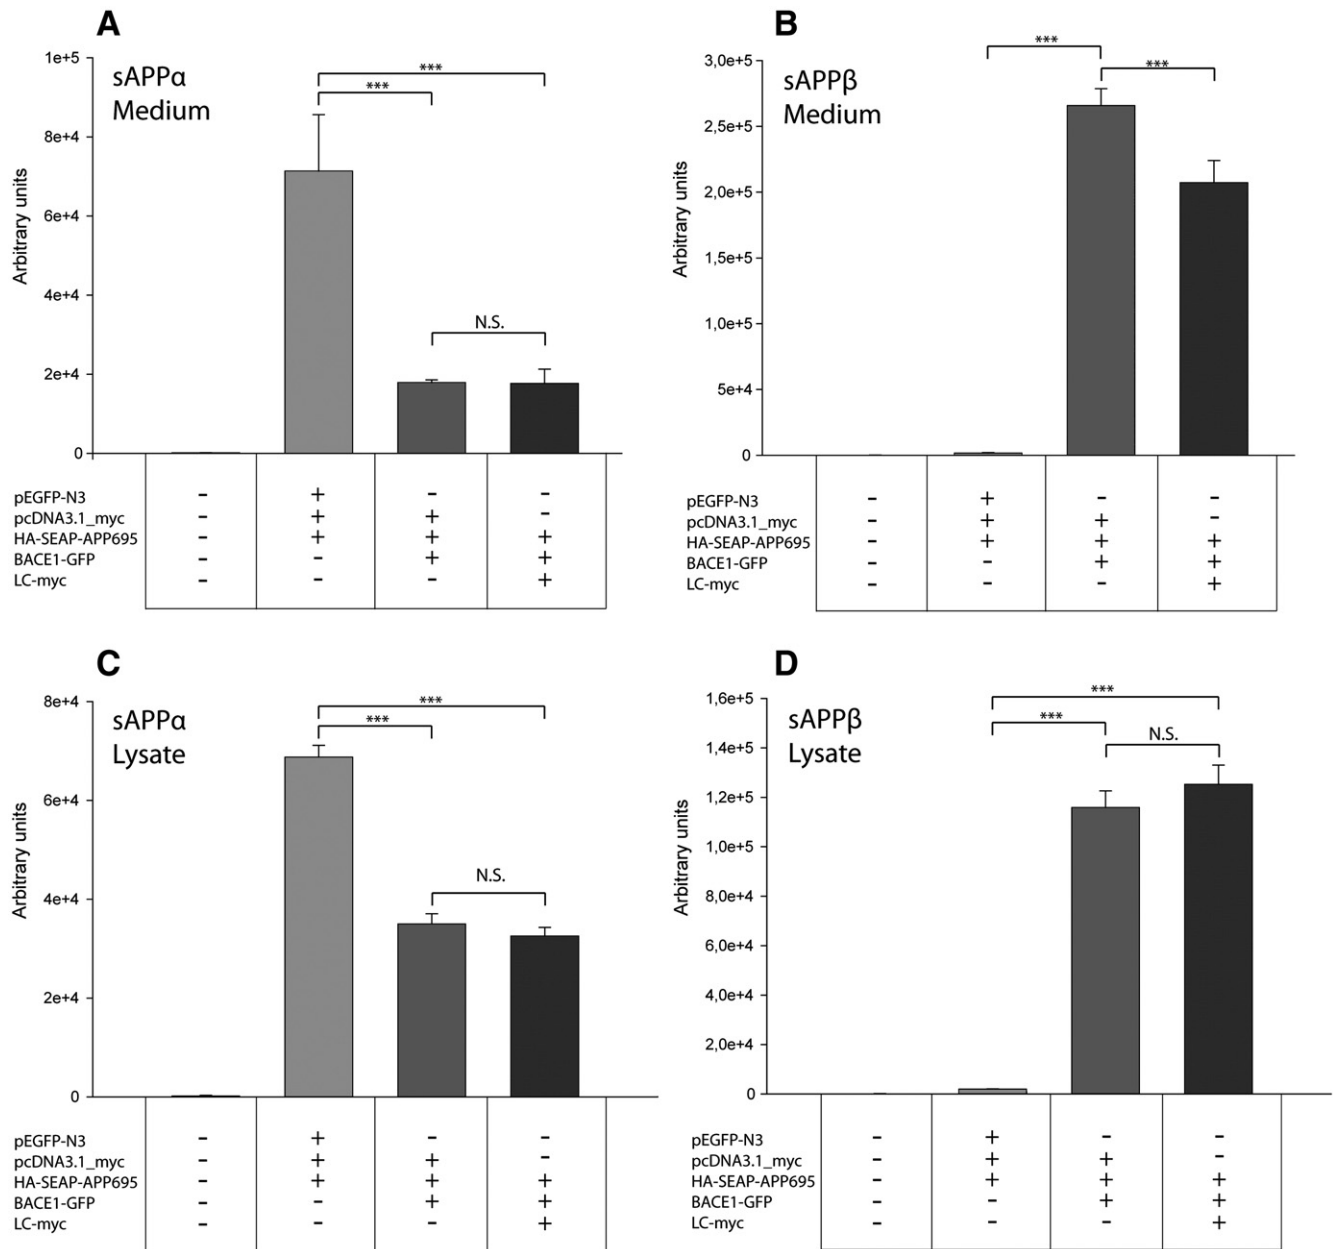 A
sAPPα
Medium
***
***
N.S.
Arbitrary units
1e+5
8e+4
6e+4
4e+4
2e+4
0
pEGFP-N3 - + - -
pcDNA3.1_myc - + + -
HA-SEAP-APP695 - + + +
BACE1-GFP - - + +
LC-myc - - - +
B
sAPPβ
Medium
***
***
Arbitrary units
3,0e+5
2,5e+5
2,0e+5
1,5e+5
1,0e+5
5e+4
0
pEGFP-N3 - + - -
pcDNA3.1_myc - + + -
HA-SEAP-APP695 - + + +
BACE1-GFP - - + +
LC-myc - - - +
C
sAPPα
Lysate
***
***
N.S.
Arbitrary units
8e+4
6e+4
4e+4
2e+4
0
pEGFP-N3 - + - -
pcDNA3.1_myc - + + -
HA-SEAP-APP695 - + + +
BACE1-GFP - - + +
LC-myc - - - +
D
sAPPβ
Lysate
***
***
N.S.
Arbitrary units
1,6e+5
1,4e+5
1,2e+5
1,0e+5
8,0e+4
6,0e+4
4,0e+4
2,0e+4
0
pEGFP-N3 - + - -
pcDNA3.1_myc - + + -
HA-SEAP-APP695 - + + +
BACE1-GFP - - + +
LC-myc - - - +